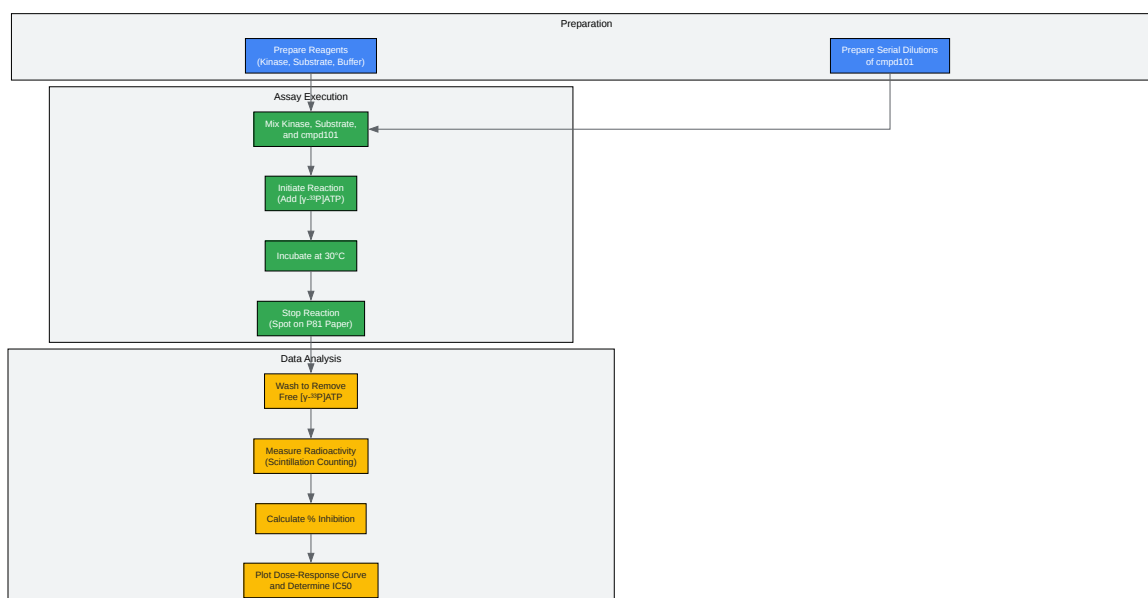 Preparation
Prepare Reagents
(Kinase, Substrate, Buffer)
Prepare Serial Dilutions
of cmpd101
Assay Execution
Mix Kinase, Substrate,
and cmpd101
Initiate Reaction
(Add [γ-³³P]ATP)
Incubate at 30°C
Stop Reaction
(Spot on P81 Paper)
Data Analysis
Wash to Remove
Free [γ-³³P]ATP
Measure Radioactivity
(Scintillation Counting)
Calculate % Inhibition
Plot Dose-Response Curve
and Determine IC50